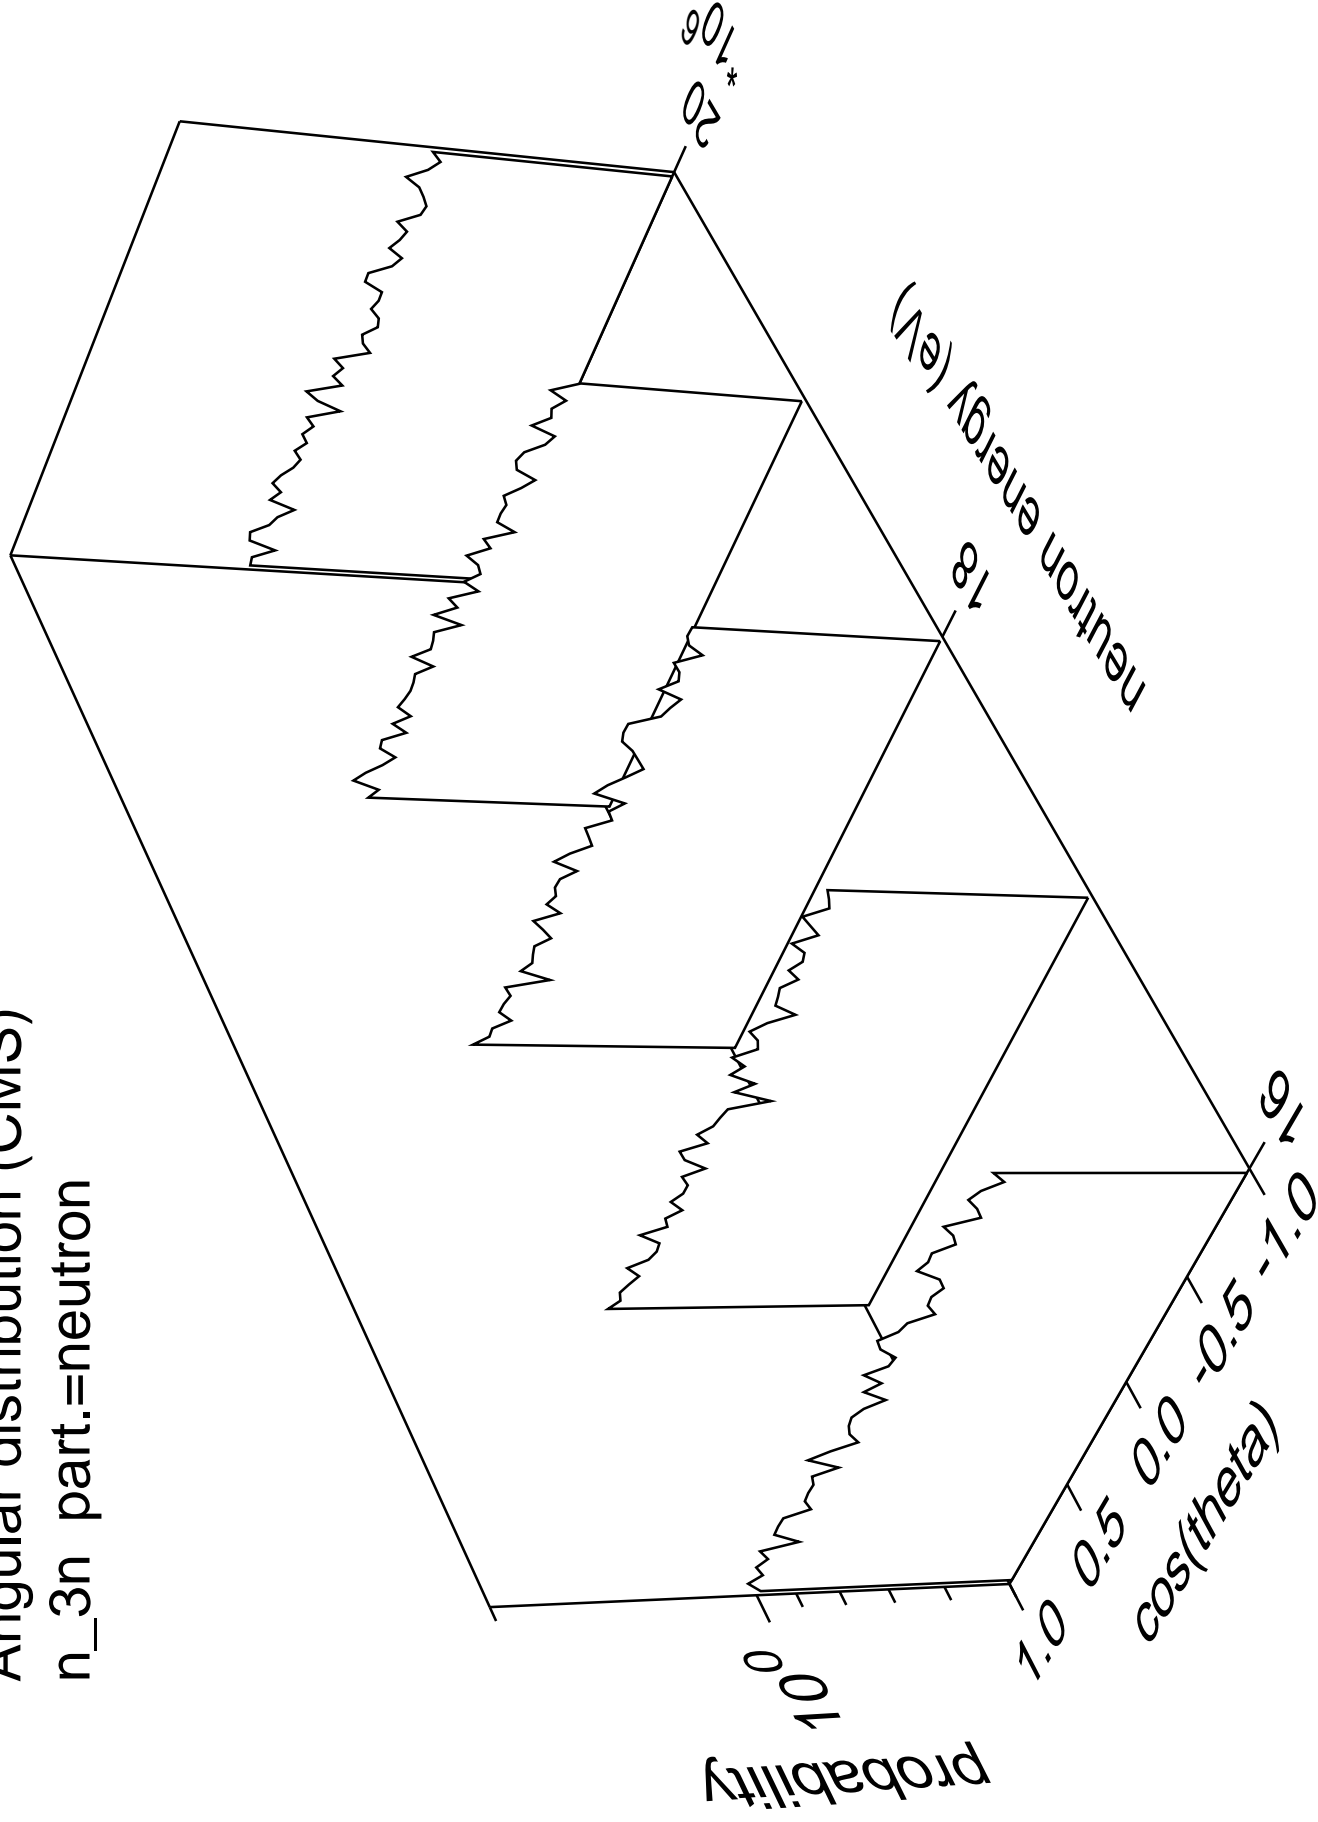 Angular distribution (CMS)
n_3n part.=neutron
probability
10^0
1.0 0.5 0.0 -0.5 -1.0
cos(theta)
16 18 20
*10^6
neutron energy (eV)